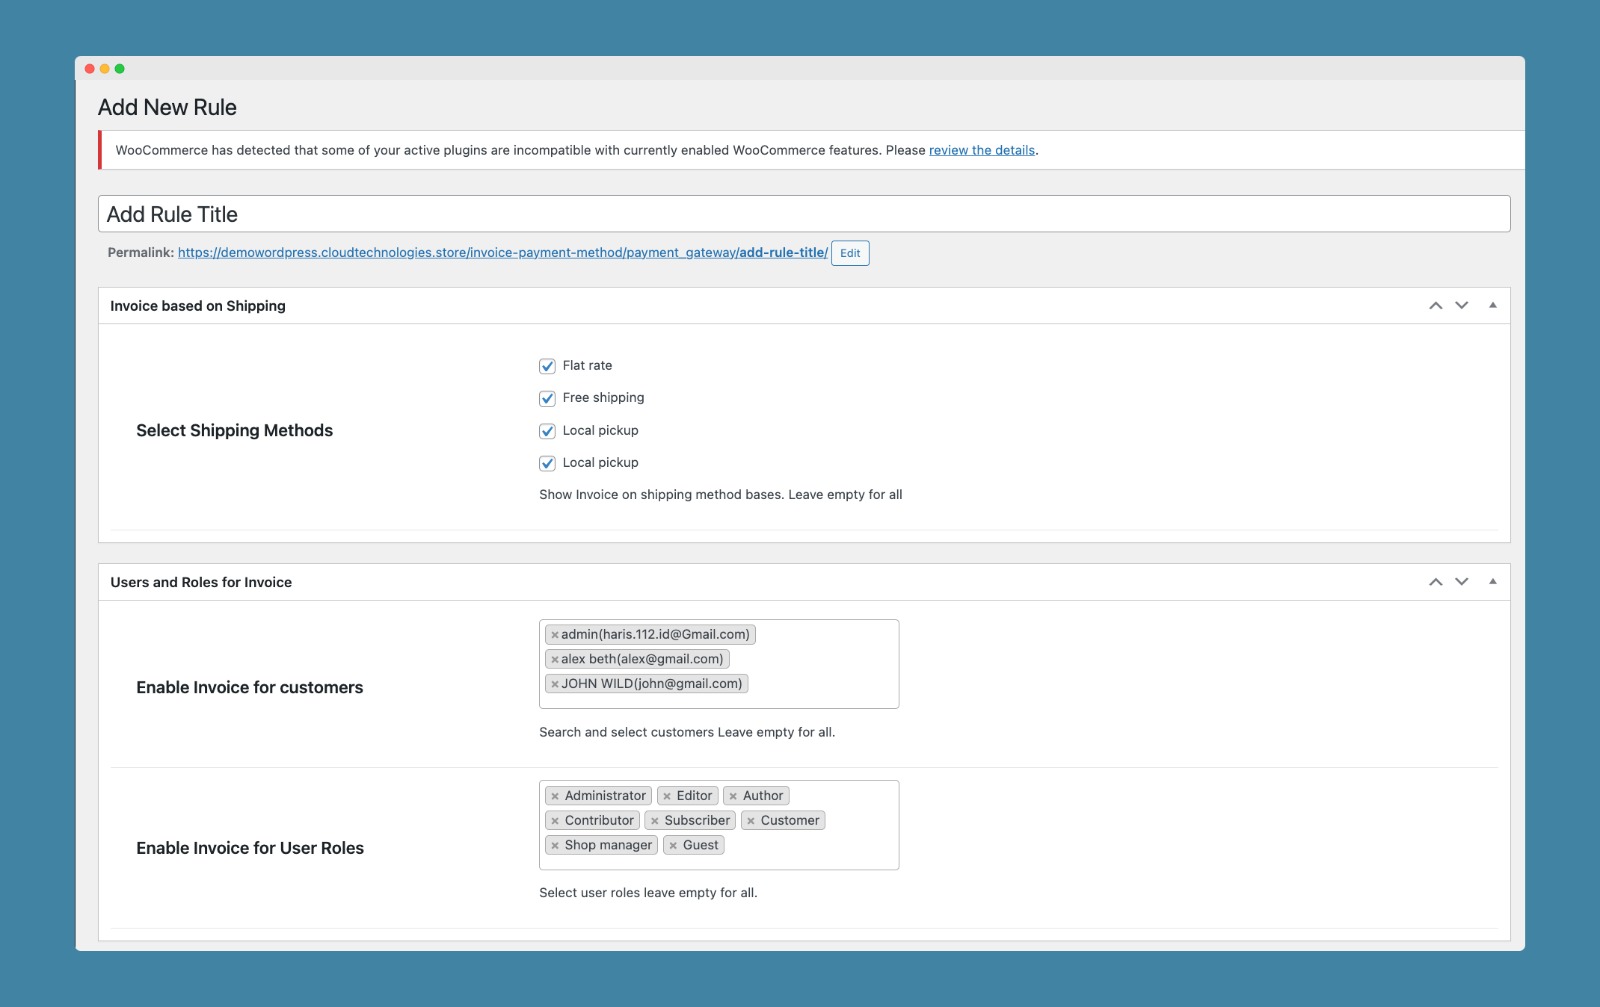 Add New Rule
WooCommerce has detected that some of your active plugins are incompatible with currently enabled WooCommerce features. Please review the details.
Add Rule Title
Permalink: https://demowordpress.cloudtechnologies.store/invoice-payment-method/payment_gateway/add-rule-title/ Edit
Invoice based on Shipping
Flat rate
Free shipping
Select Shipping Methods
Local pickup
Local pickup
Show Invoice on shipping method bases. Leave empty for all
Users and Roles for Invoice
Enable Invoice for customers
×admin(haris.112.id@Gmail.com)
×alex beth(alex@gmail.com)
×JOHN WILD(john@gmail.com)
Search and select customers Leave empty for all.
Enable Invoice for User Roles
× Administrator × Editor × Author
× Contributor × Subscriber × Customer
× Shop manager × Guest
Select user roles leave empty for all.